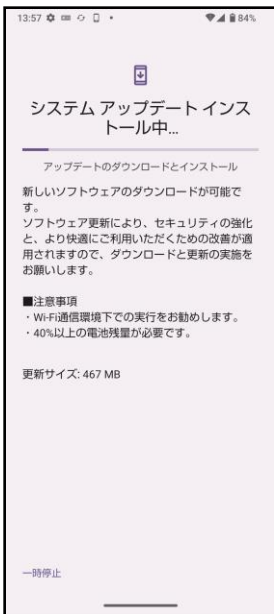 13:57
84%
システム アップデート インス
トール中...
アップデートのダウンロードとインストール
新しいソフトウェアのダウンロードが可能で
す。
ソフトウェア更新により、セキュリティの強化
と、より快適にご利用いただくための改善が適
用されますので、ダウンロードと更新の実施を
お願いします。
■注意事項
・Wi-Fi通信環境下での実行をお勧めします。
・40%以上の電池残量が必要です。
更新サイズ: 467 MB
一時停止